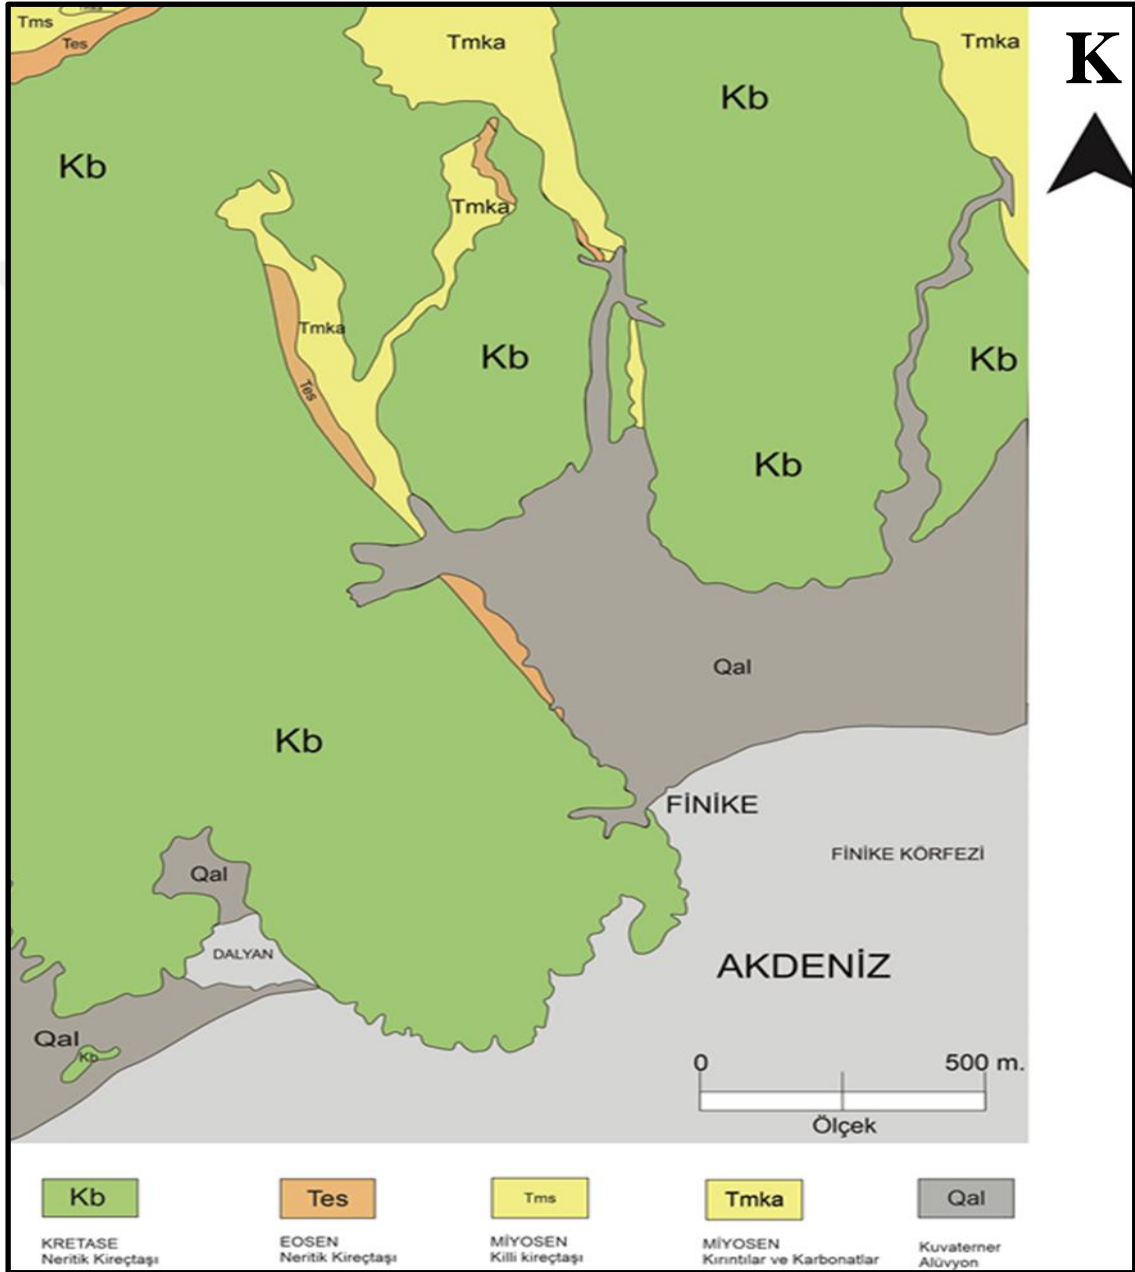 Tms
Tes
Tmka
Tmka
K
Kb
Kb
Tmka
Tmka
Kb
Kb
Tes
Kb
Qal
Kb
FİNİKE
FİNİKE KÖRFEZİ
Qal
DALYAN
AKDENİZ
Qal
Kb
0 500 m.
Ölçek
Kb Tes Tms Tmka Qal
KRETASE
Neritik Kireçtaşı
EOSEN
Neritik Kireçtaşı
MİYOSEN
Killi kireçtaşı
MİYOSEN
Kırıntılar ve Karbonatlar
Kuvaterner
Alüvyon